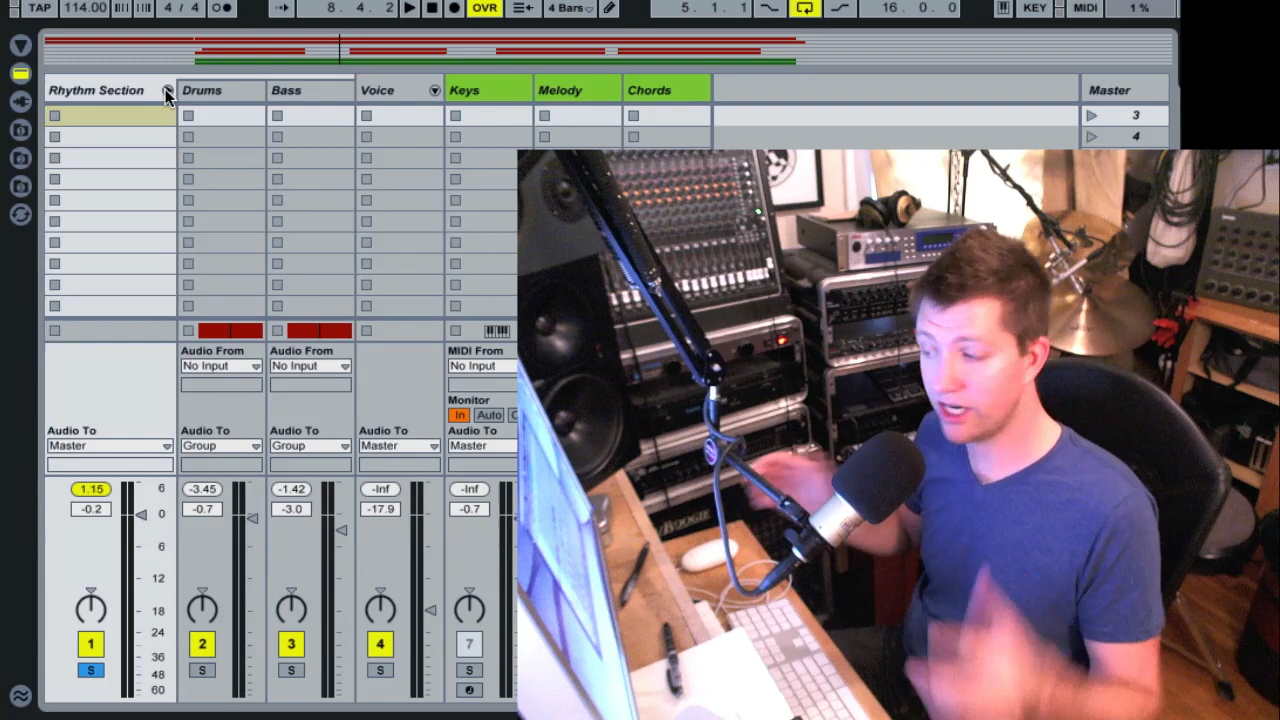 TAP 114.00 4 / 4 8. 4. 2 OVR 4 Bars 5. 1. 1 16. 0. 0 KEY MIDI 1 %
Rhythm Section Drums Bass Voice Keys Melody Chords Master
3
4
Audio From Audio From MIDI From
No Input No Input No Input
Monitor
In Auto
Audio To Audio To Audio To Audio To Audio To
Master Group Group Master Master
1.15 6 -3.45 -1.42 -Inf -Inf
-0.2 0 -0.7 -3.0 -17.9 -0.7
6
12
18
24
1 2 3 4 7
36
S S S S S
48
60